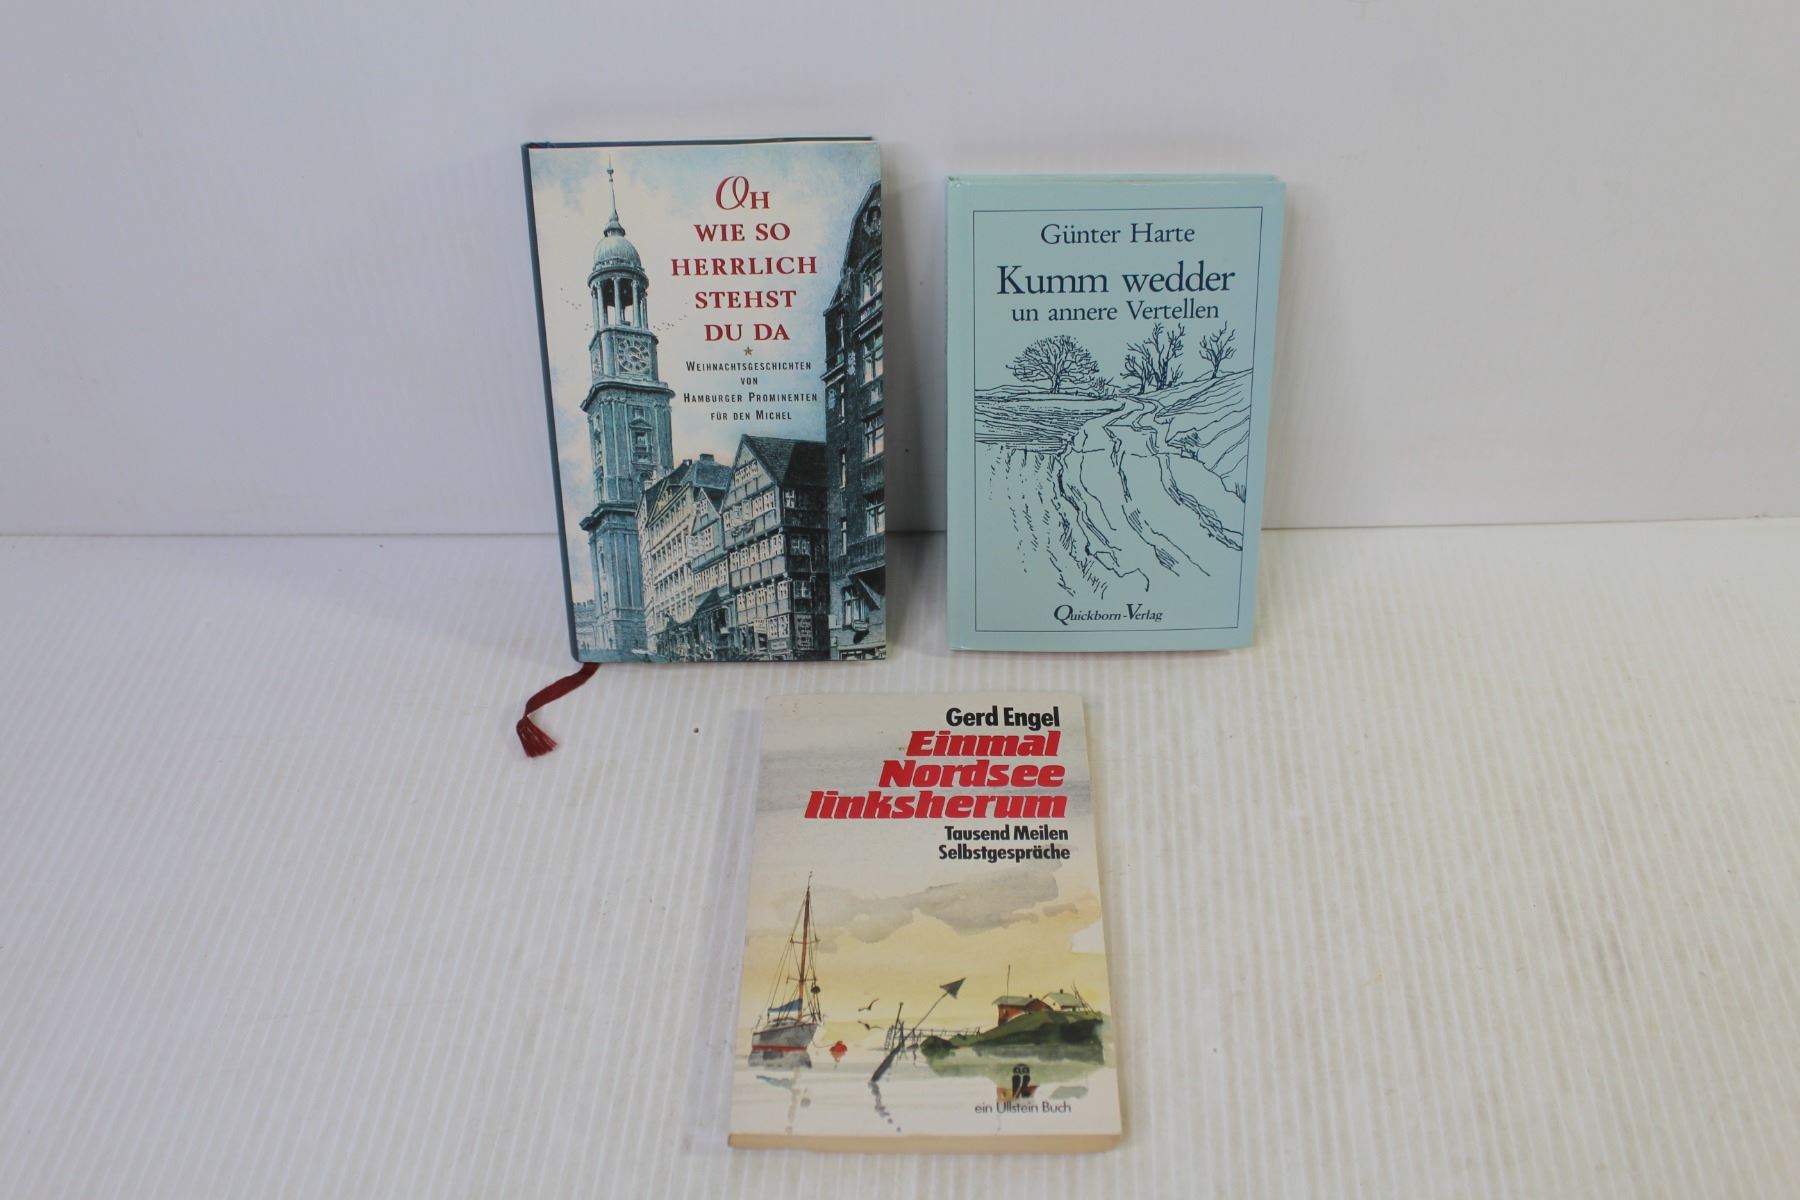 OH
WIE SO
HERRLICH
STEHST
DU DA
WEIHNACHTSGESCHICHTEN
VON
HAMBURGER PROMINENTEN
FÜR DEN MICHEL
Günter Harte
Kumm wedder
un annere Vertellen
Quickborn-Verlag
Gerd Engel
Einmal
Nordsee
linksherum
Tausend Meilen
Selbstgespräche
ein Ullstein Buch